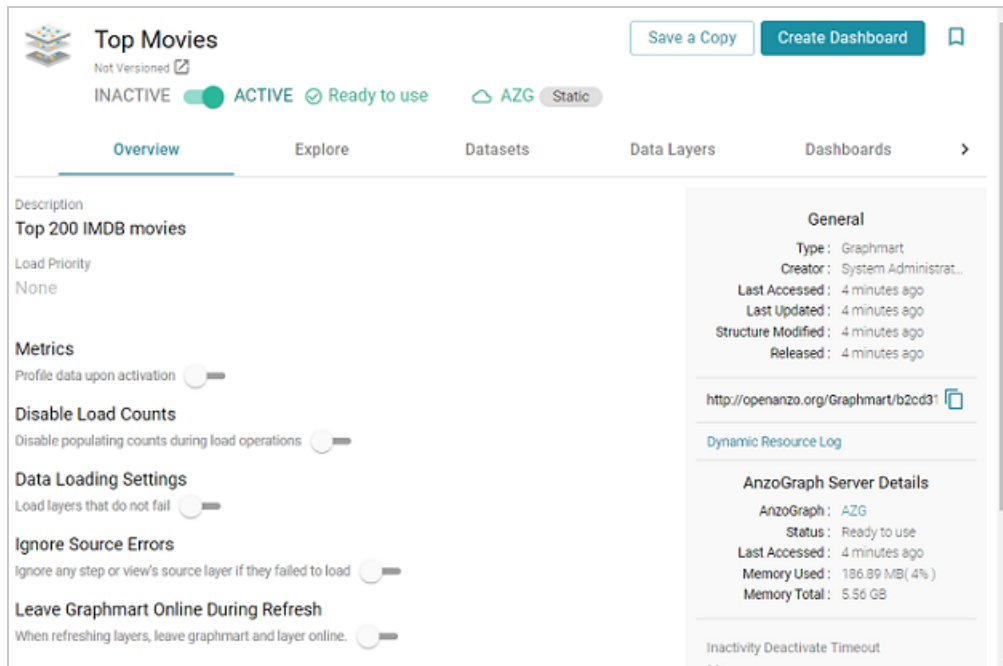 Top Movies
Save a Copy
Create Dashboard
Not Versioned
INACTIVE ACTIVE Ready to use AZG Static
Overview Explore Datasets Data Layers Dashboards
Description
Top 200 IMDB movies
Load Priority
None
Metrics
Profile data upon activation
Disable Load Counts
Disable populating counts during load operations
Data Loading Settings
Load layers that do not fail
Ignore Source Errors
Ignore any step or view's source layer if they failed to load
Leave Graphmart Online During Refresh
When refreshing layers, leave graphmart and layer online.
General
Type : Graphmart
Creator : System Administrat...
Last Accessed : 4 minutes ago
Last Updated : 4 minutes ago
Structure Modified : 4 minutes ago
Released : 4 minutes ago
http://openanzo.org/Graphmart/b2cd31
Dynamic Resource Log
AnzoGraph Server Details
AnzoGraph : AZG
Status : Ready to use
Last Accessed : 4 minutes ago
Memory Used : 186.89 MB( 4% )
Memory Total : 5.56 GB
Inactivity Deactivate Timeout